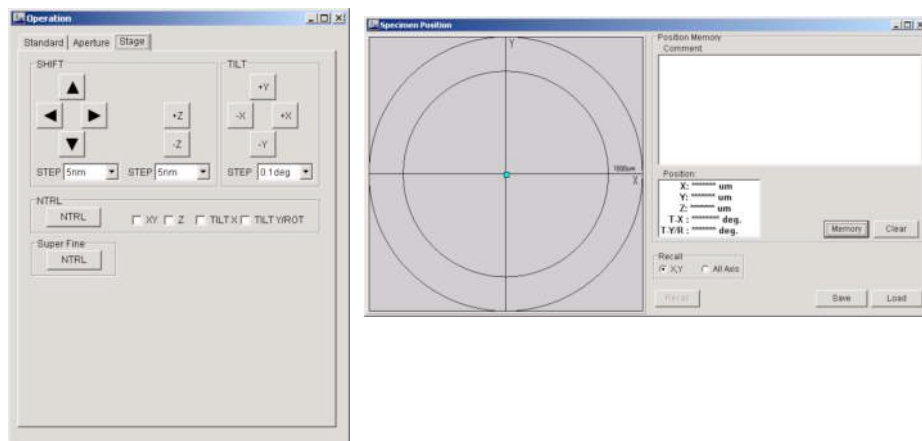 Operation
Standard Aperture Stage
SHIFT
TILT
+Y
-X +X
-Y
+Z
-Z
STEP 5nm STEP 5nm STEP 0.1deg
NTRL
NTRL XY Z TILT X TILT Y/ROT
Super Fine
NTRL
Specimen Position
Y
1000um
X
Position Memory
Comment
Position:
X: ******* um
Y: ******* um
Z: ******* um
T-X : ******* deg.
T-Y/R : ******* deg.
Memory Clear
Recall
X,Y All Axis
Recall Save Load